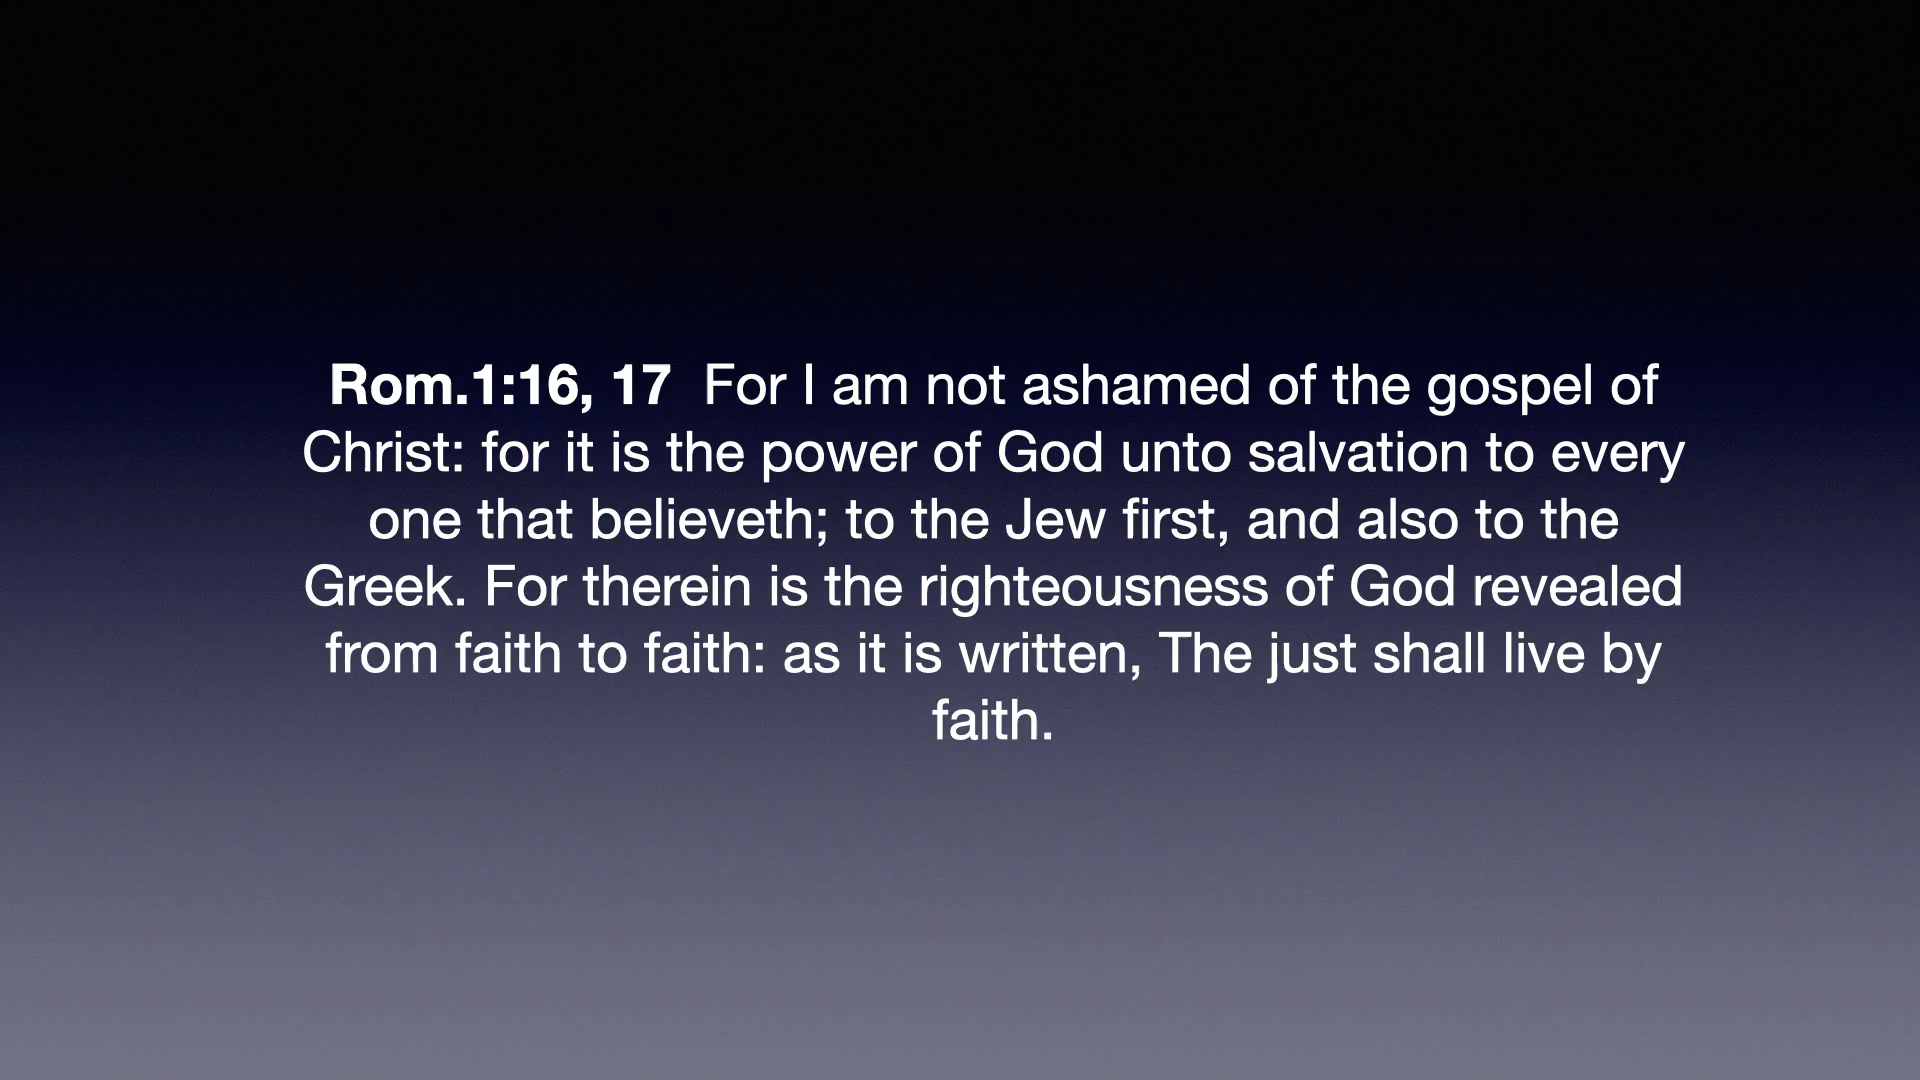 Rom.1:16, 17  For I am not ashamed of the gospel of
Christ: for it is the power of God unto salvation to every
one that believeth; to the Jew first, and also to the
Greek. For therein is the righteousness of God revealed
from faith to faith: as it is written, The just shall live by
faith.